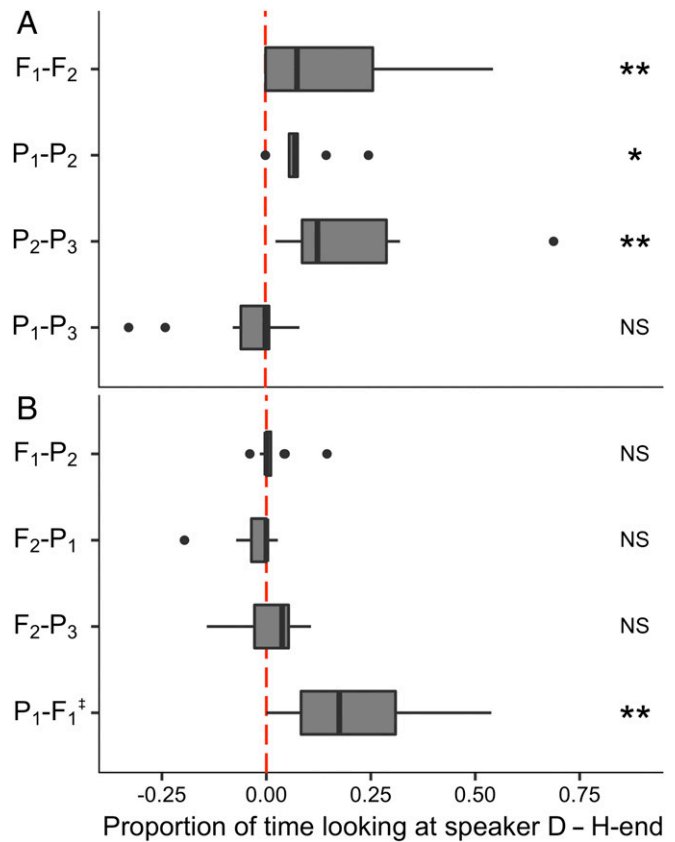 A
F₁-F₂ **
P₁-P₂ *
P₂-P₃ **
P₁-P₃ NS
B
F₁-P₂ NS
F₂-P₁ NS
F₂-P₃ NS
P₁-F₁‡ **
-0.25 0.00 0.25 0.50 0.75
Proportion of time looking at speaker D – H-end